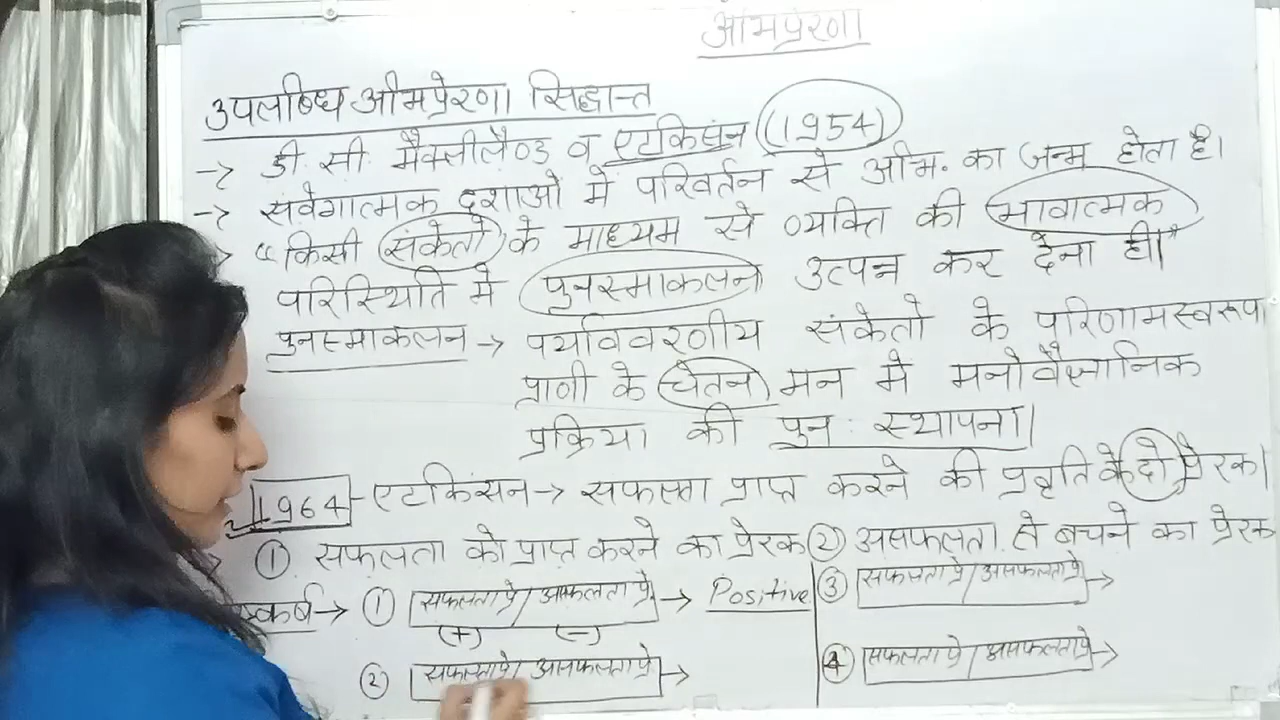 अभिप्रेरणा
उपलब्धि अभिप्रेरणा सिद्धान्त
-> डी. सी. मैक्लीलैण्ड व एटकिसन (1954)
-> संवेगात्मक दशाओं में परिवर्तन से अभि. का जन्म होता है।
"किसी संकेतो के माध्यम से व्यक्ति की भावात्मक
परिस्थिति में पुनस्माकलन उत्पन्न कर देना ही"
पुनस्माकलन -> पर्याववरणीय संकेतो के परिणामस्वरूप
प्राणी के चेतन मन में मनोवैज्ञानिक
प्रक्रिया की पुनः स्थापना।
1964 - एटकिंसन -> सफलता प्राप्त करने की प्रवृति के दो प्रेरक।
① सफलता को प्राप्त करने का प्रेरक ② असफलता से बचने का प्रेरक
① सफलता प्रे/असफलता प्रे -> Positive
(+) (-)
② सफलता प्रे/असफलता प्रे ->
③ सफलता प्रे/असफलता प्रे ->
④ सफलता प्रे/असफलता प्रे ->